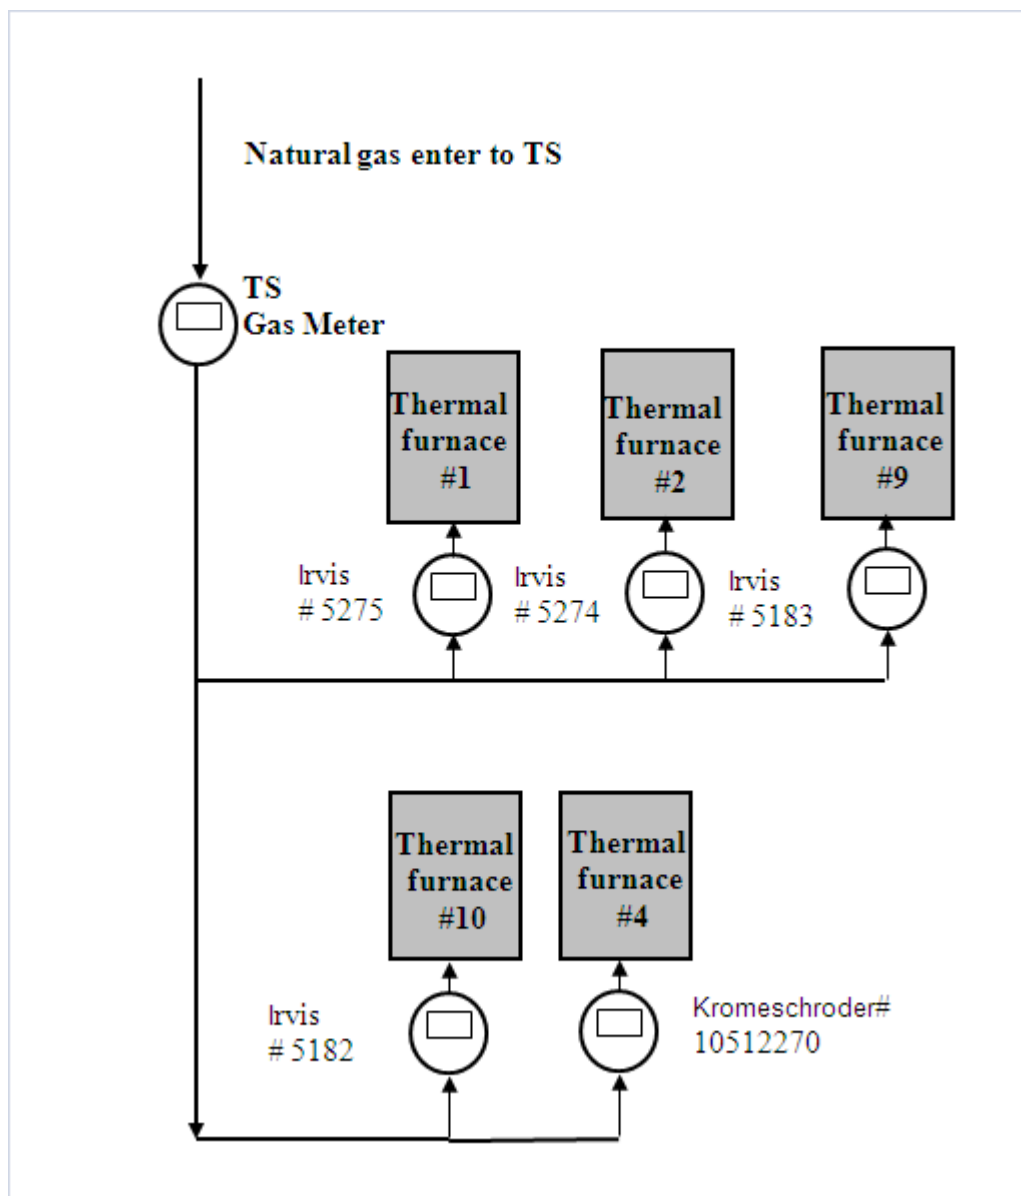 Natural gas enter to TS
TS
Gas Meter
Thermal
furnace
#1
Thermal
furnace
#2
Thermal
furnace
#9
Irvis
# 5275
Irvis
# 5274
Irvis
# 5183
Thermal
furnace
#10
Thermal
furnace
#4
Irvis
# 5182
Kromeschroder#
10512270